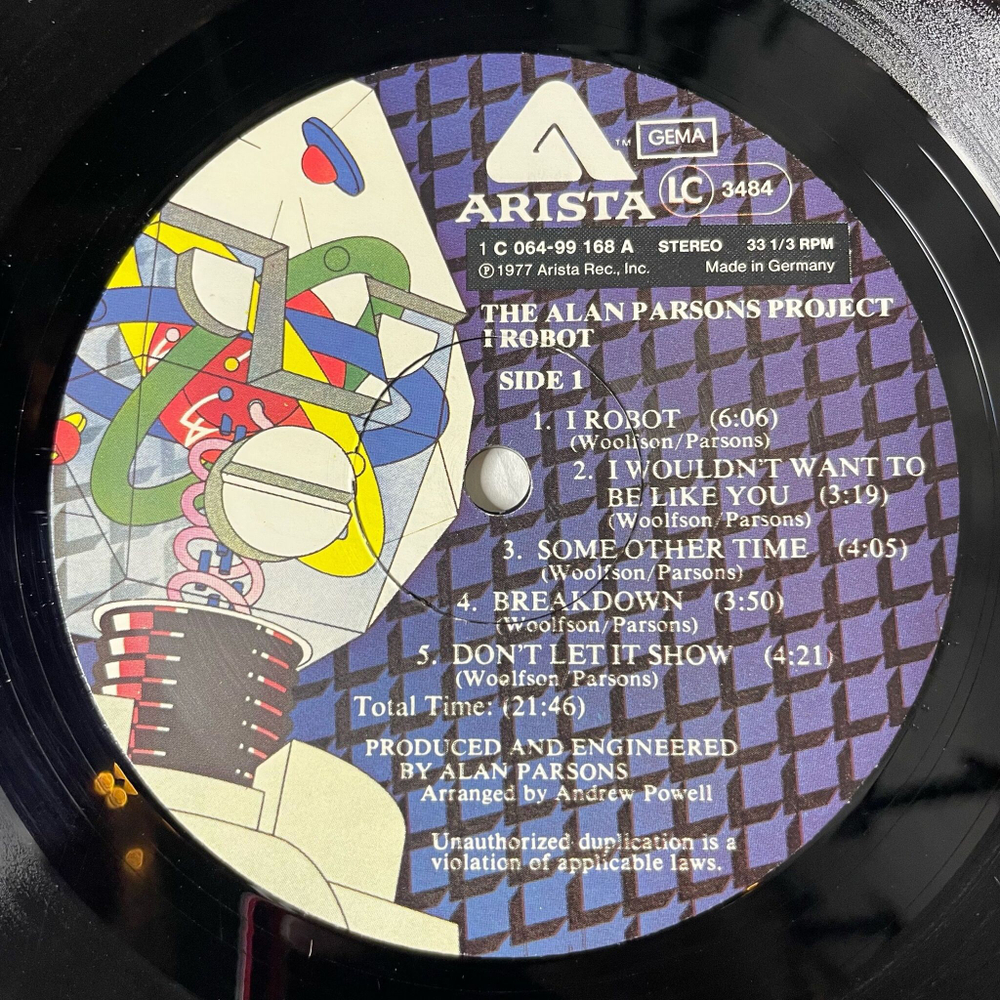 ™ GEMA
LC 3484
ARISTA
1 C 064-99 168 A STEREO 33 1/3 RPM
Ⓟ 1977 Arista Rec., Inc. Made in Germany
THE ALAN PARSONS PROJECT
I ROBOT
SIDE 1
1. I ROBOT (6:06)
(Woolfson/Parsons)
2. I WOULDN'T WANT TO
BE LIKE YOU (3:19)
(Woolfson/Parsons)
3. SOME OTHER TIME (4:05)
(Woolfson/Parsons)
4. BREAKDOWN (3:50)
(Woolfson/Parsons)
5. DON'T LET IT SHOW (4:21)
(Woolfson/Parsons)
Total Time: (21:46)
PRODUCED AND ENGINEERED
BY ALAN PARSONS
Arranged by Andrew Powell
Unauthorized duplication is a
violation of applicable laws.